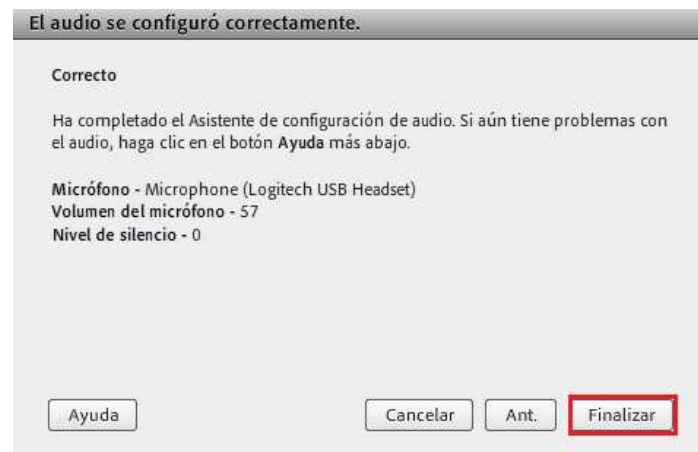 El audio se configuró correctamente.
Correcto
Ha completado el Asistente de configuración de audio. Si aún tiene problemas con
el audio, haga clic en el botón Ayuda más abajo.
Micrófono - Microphone (Logitech USB Headset)
Volumen del micrófono - 57
Nivel de silencio - 0
Ayuda Cancelar Ant. Finalizar